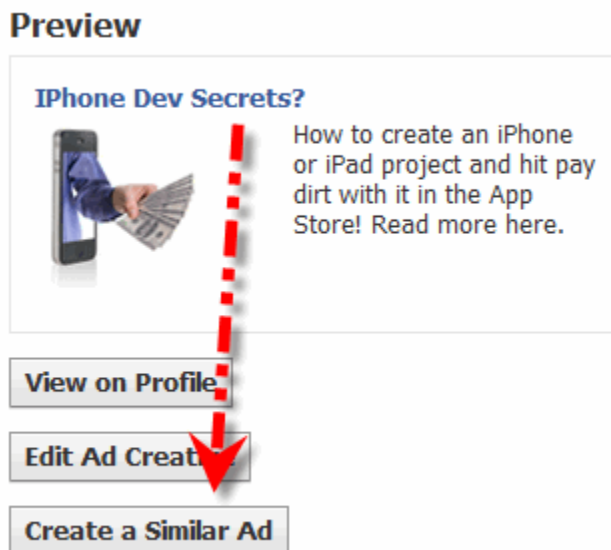 Preview
IPhone Dev Secrets?
How to create an iPhone
or iPad project and hit pay
dirt with it in the App
Store! Read more here.
View on Profile
Edit Ad Creative
Create a Similar Ad